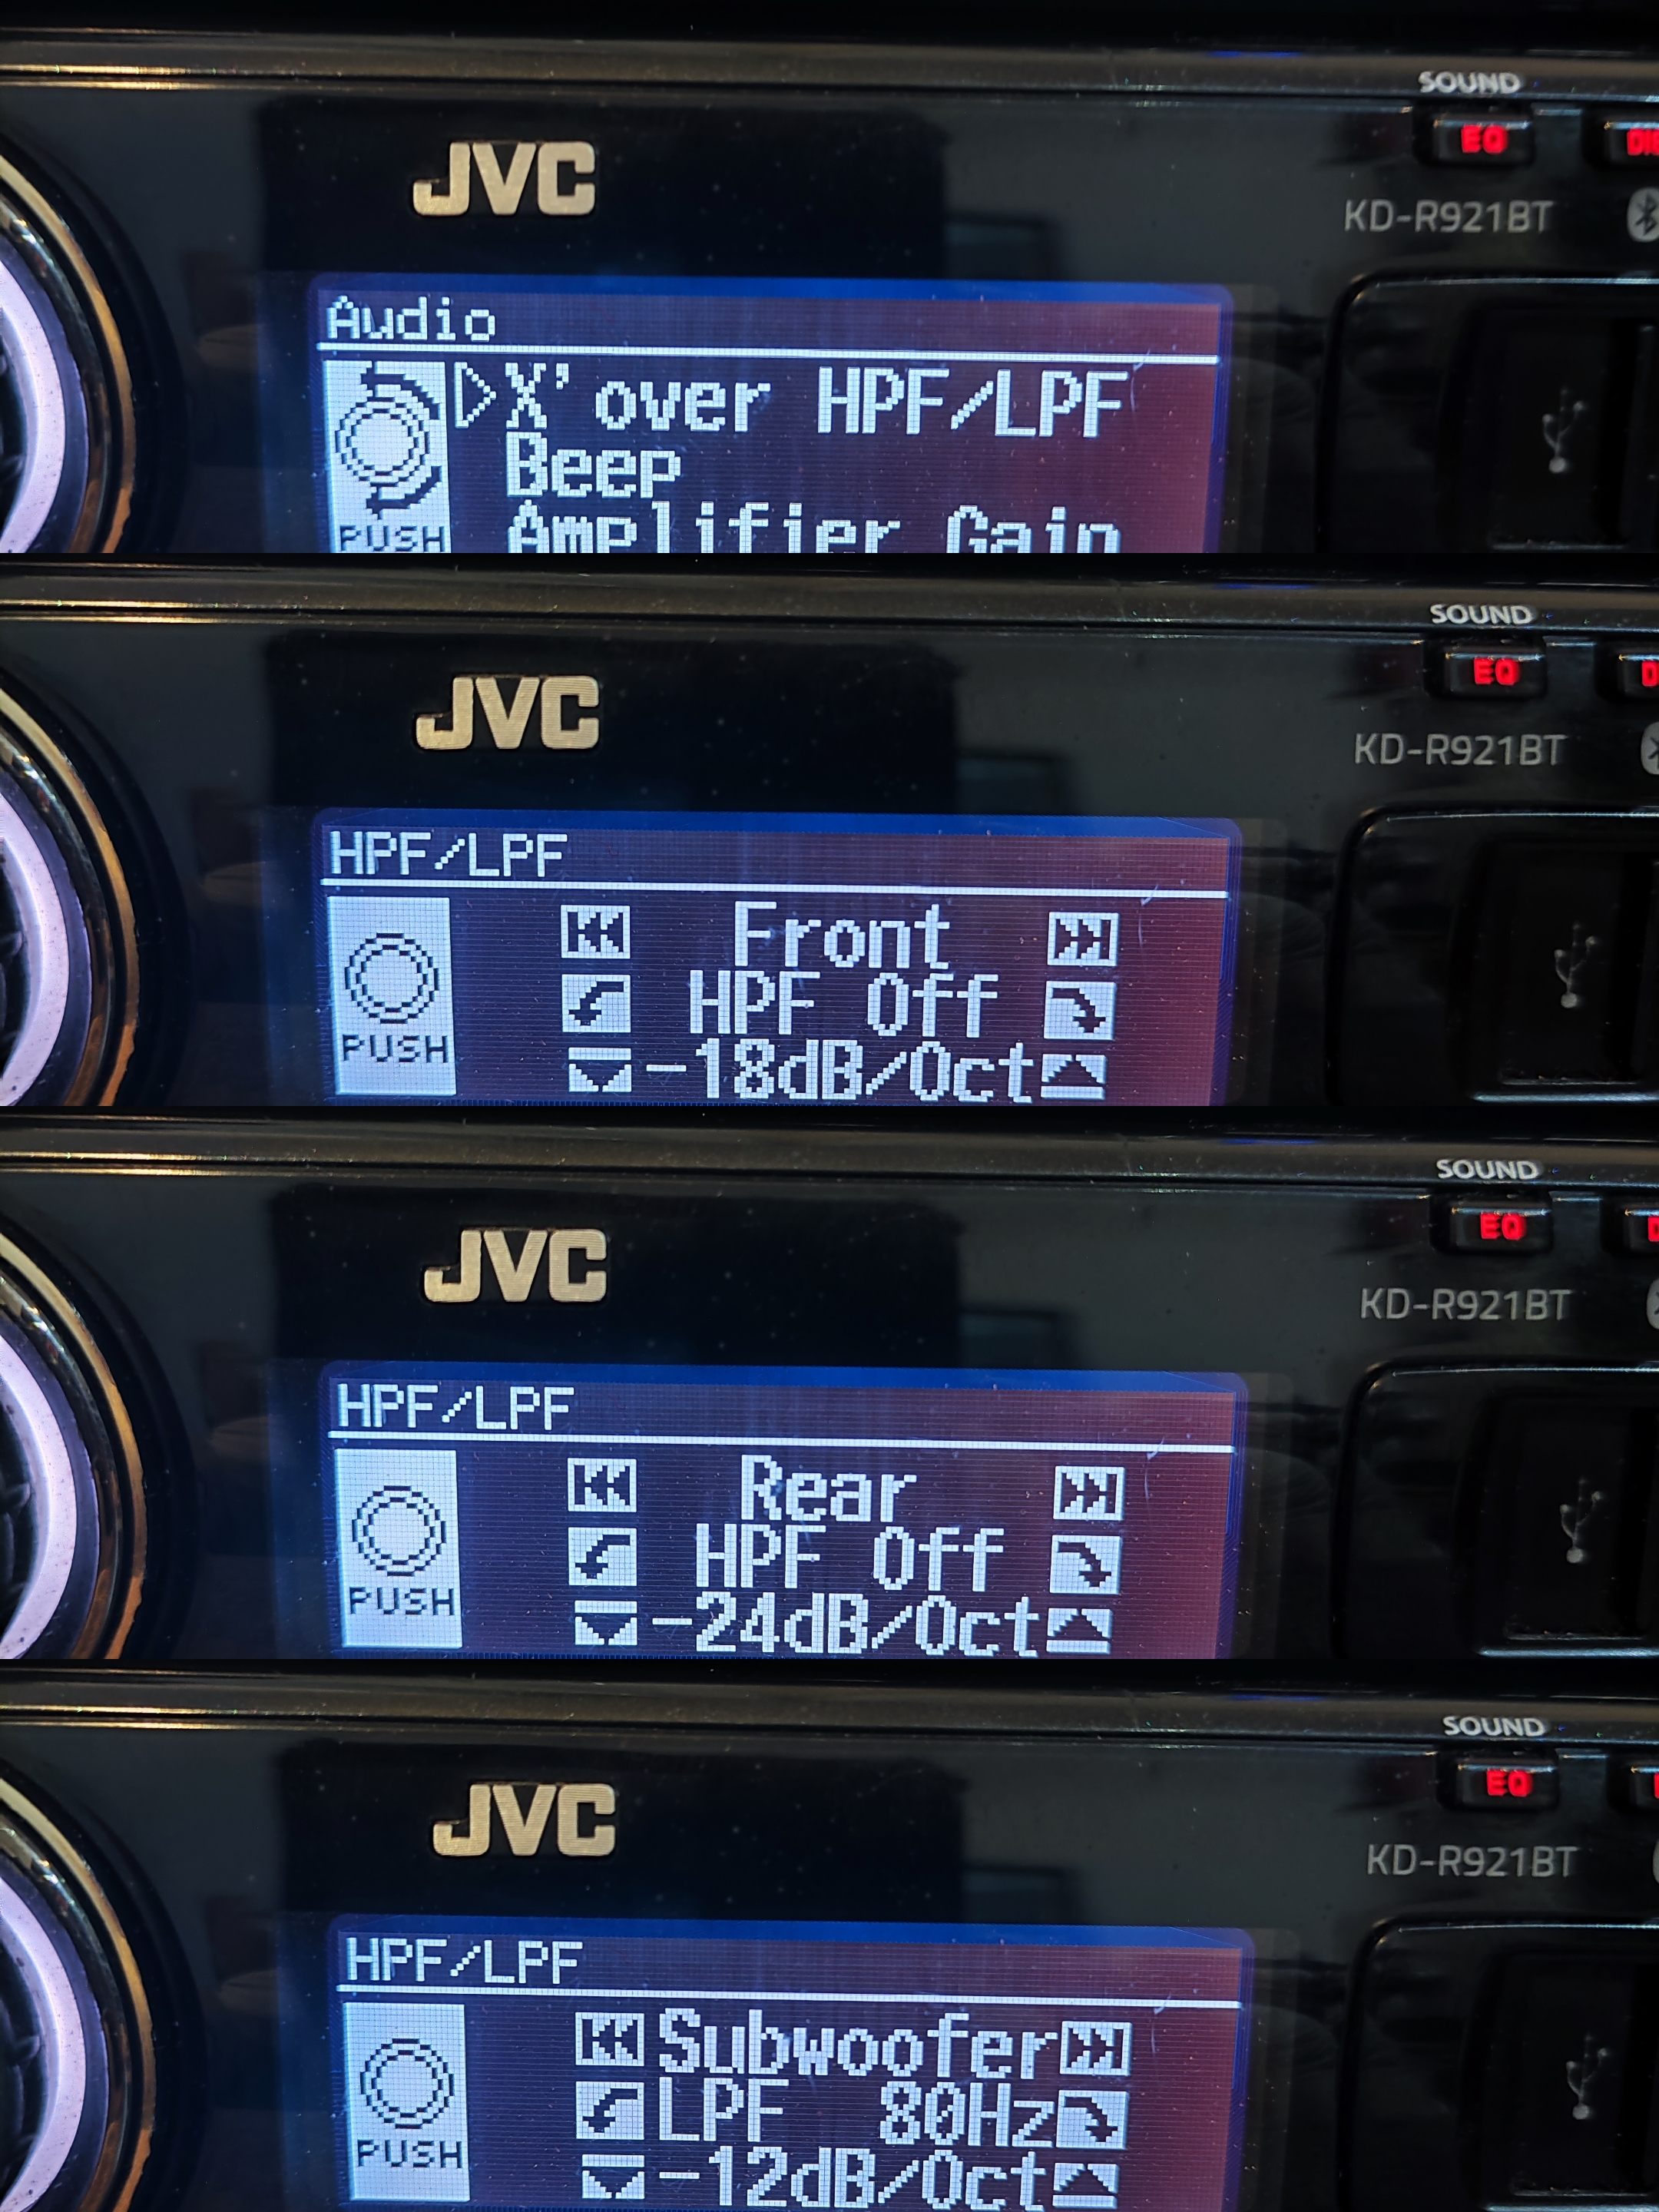 SOUND
EQ
JVC
KD-R921BT
Audio
X'over HPF/LPF
Beep
Amplifier Gain
PUSH
SOUND
EQ
JVC
KD-R921BT
HPF/LPF
Front
HPF Off
-18dB/Oct
PUSH
SOUND
EQ
JVC
KD-R921BT
HPF/LPF
Rear
HPF Off
-24dB/Oct
PUSH
SOUND
EQ
JVC
KD-R921BT
HPF/LPF
Subwoofer
LPF 80Hz
-12dB/Oct
PUSH